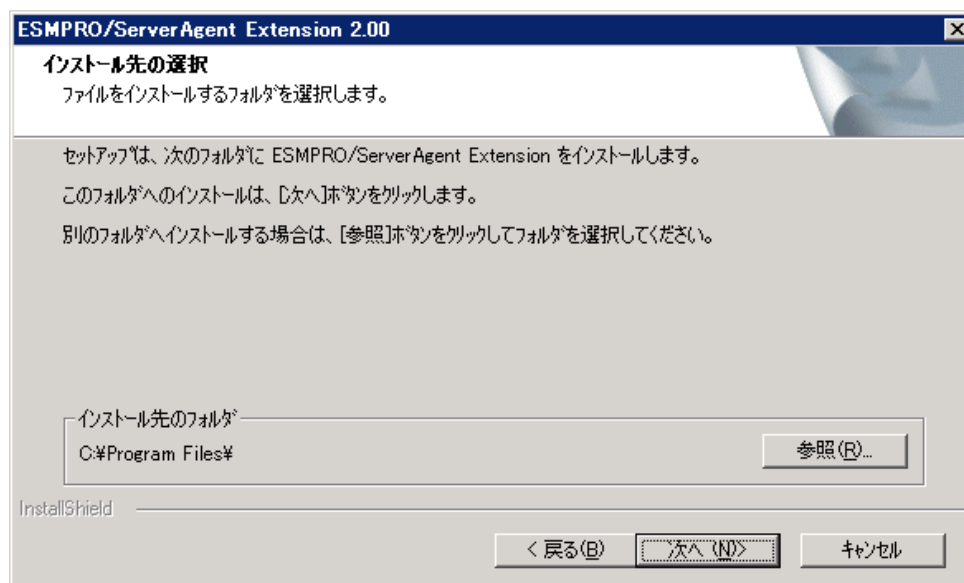 ESMPRO/ServerAgent Extension 2.00
インストール先の選択
ファイルをインストールするフォルダを選択します。
セットアップは、次のフォルダに ESMPRO/ServerAgent Extension をインストールします。
このフォルダへのインストールは、[次へ]ボタンをクリックします。
別のフォルダへインストールする場合は、[参照]ボタンをクリックしてフォルダを選択してください。
インストール先のフォルダ
C:¥Program Files¥
参照(R)...
InstallShield
< 戻る(B)
次へ (N)>
キャンセル